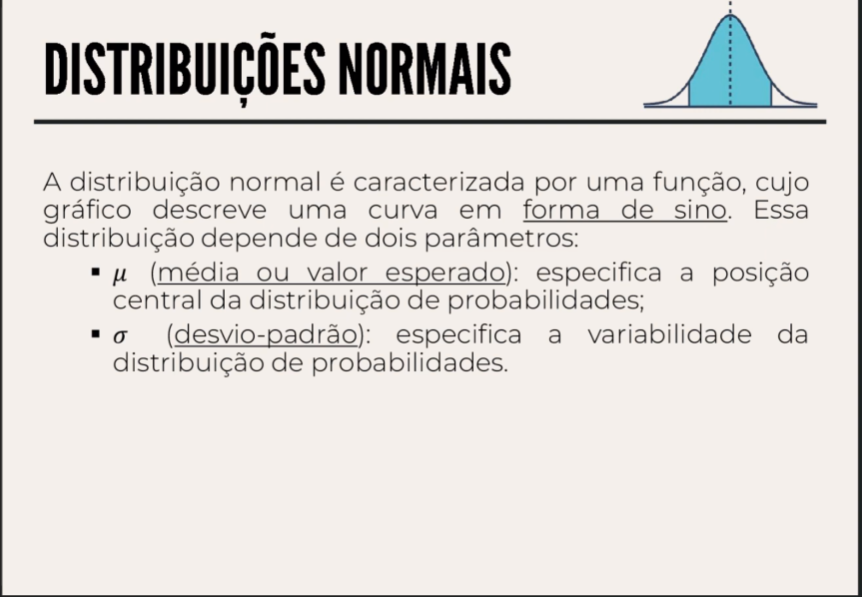 DISTRIBUIÇÕES NORMAIS
A distribuição normal é caracterizada por uma função, cujo
gráfico descreve uma curva em forma de sino. Essa
distribuição depende de dois parâmetros:
▪ μ (média ou valor esperado): especifica a posição
central da distribuição de probabilidades;
▪ σ (desvio-padrão): especifica a variabilidade da
distribuição de probabilidades.